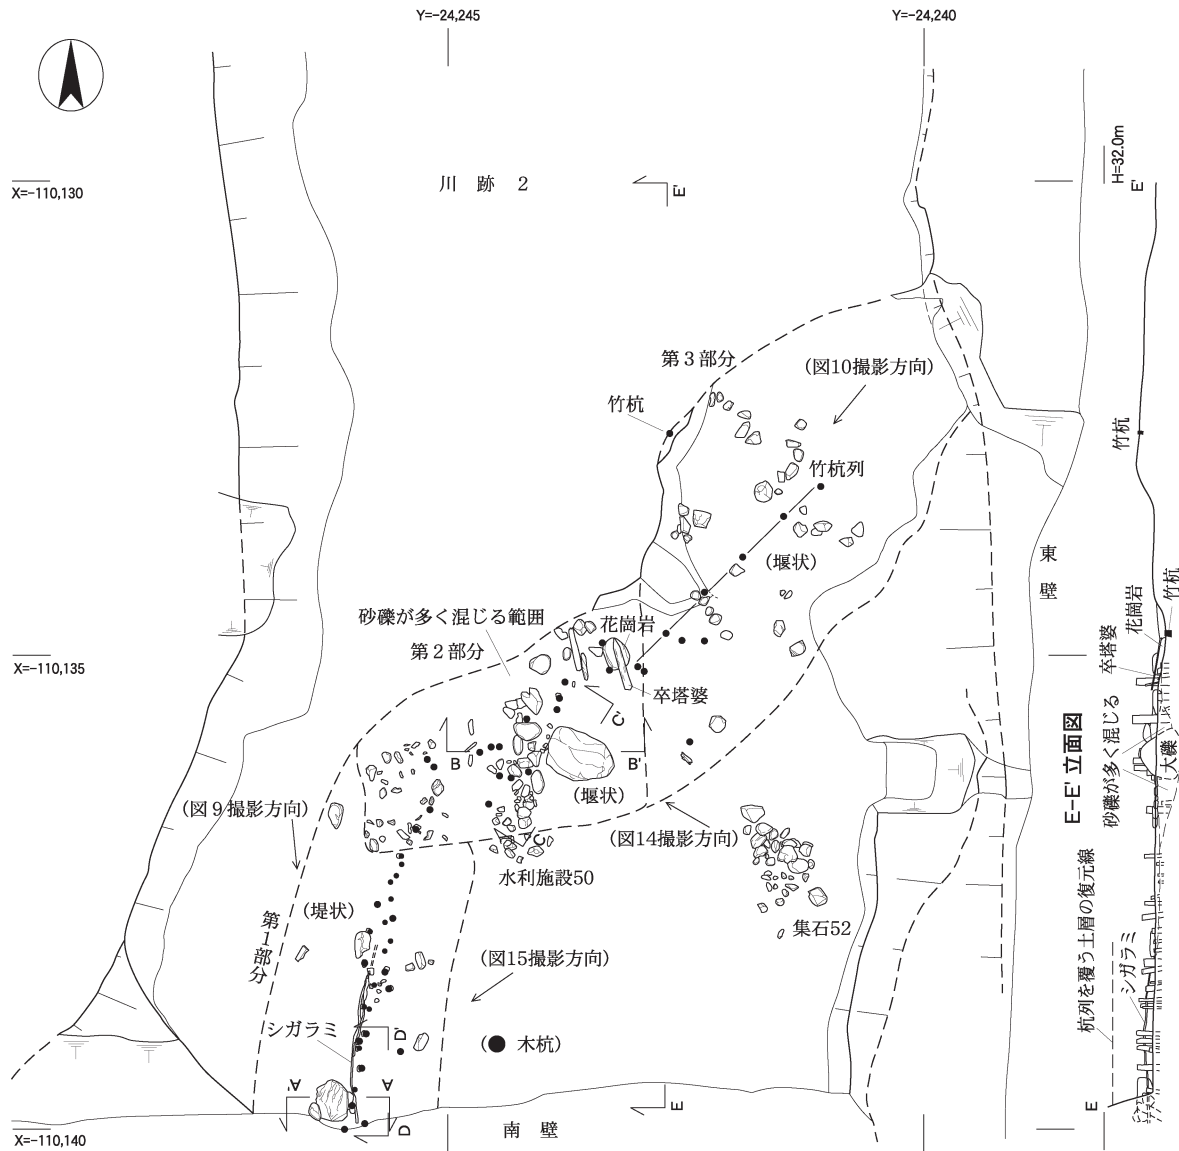 Y=-24,245
Y=-24,240
X=-110,130
川跡 2
E'
H=32.0m
E'
第3部分
(図10撮影方向)
竹杭
竹杭列
竹杭
(堰状)
東壁
竹杭
砂礫が多く混じる範囲
花崗岩
花崗岩
X=-110,135
第2部分
卒塔婆
卒塔婆
C'
B
B'
E-E' 立面図
砂礫が多く混じる
大礫
(堰状)
(図9撮影方向)
(図14撮影方向)
C
水利施設50
集石52
(堤状)
第1部分
(図15撮影方向)
杭列を覆う土層の復元線
シガラミ
シガラミ
D'
(● 木杭)
A'
A
D
E
E
X=-110,140
南壁